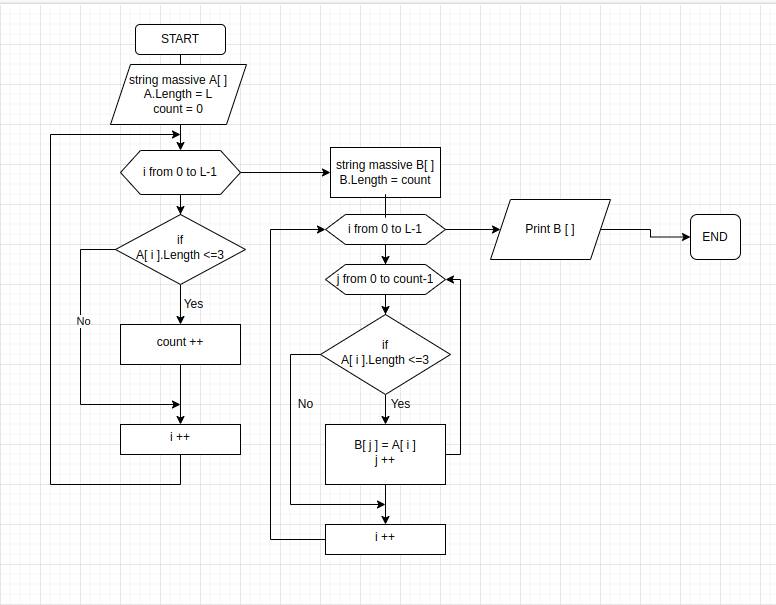 START
string massive A[ ]
A.Length = L
count = 0
i from 0 to L-1
if
A[ i ].Length <=3
Yes
No
count ++
i ++
string massive B[ ]
B.Length = count
i from 0 to L-1
j from 0 to count-1
if
A[ i ].Length <=3
No
Yes
B[ j ] = A[ i ]
j ++
i ++
Print B [ ]
END